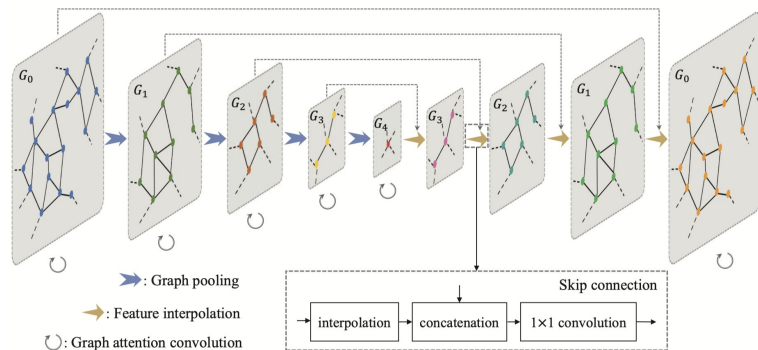 G0
G1
G2
G3
G4
G3
G2
G1
G0
: Graph pooling
: Feature interpolation
: Graph attention convolution
Skip connection
interpolation
concatenation
1×1 convolution